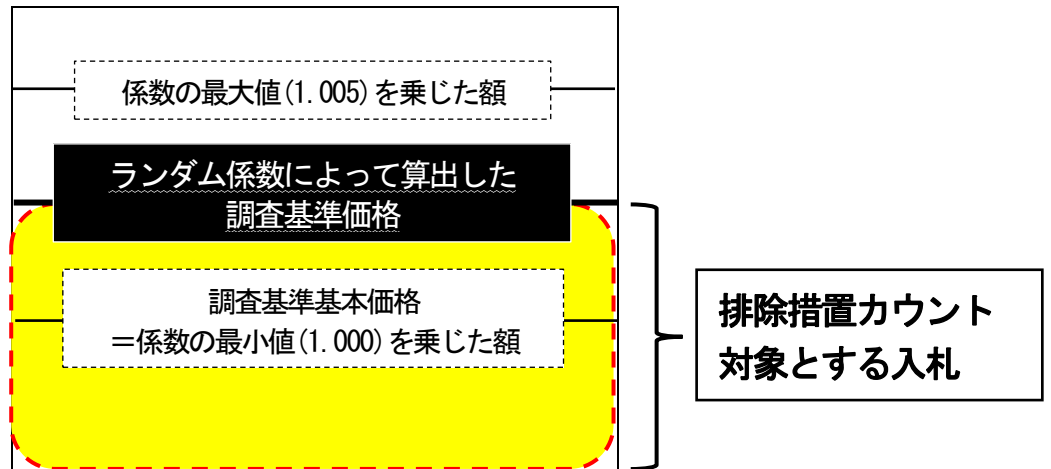 係数の最大値(1.005)を乗じた額
ランダム係数によって算出した
調査基準価格
調査基準基本価格
＝係数の最小値(1.000)を乗じた額
排除措置カウント
対象とする入札